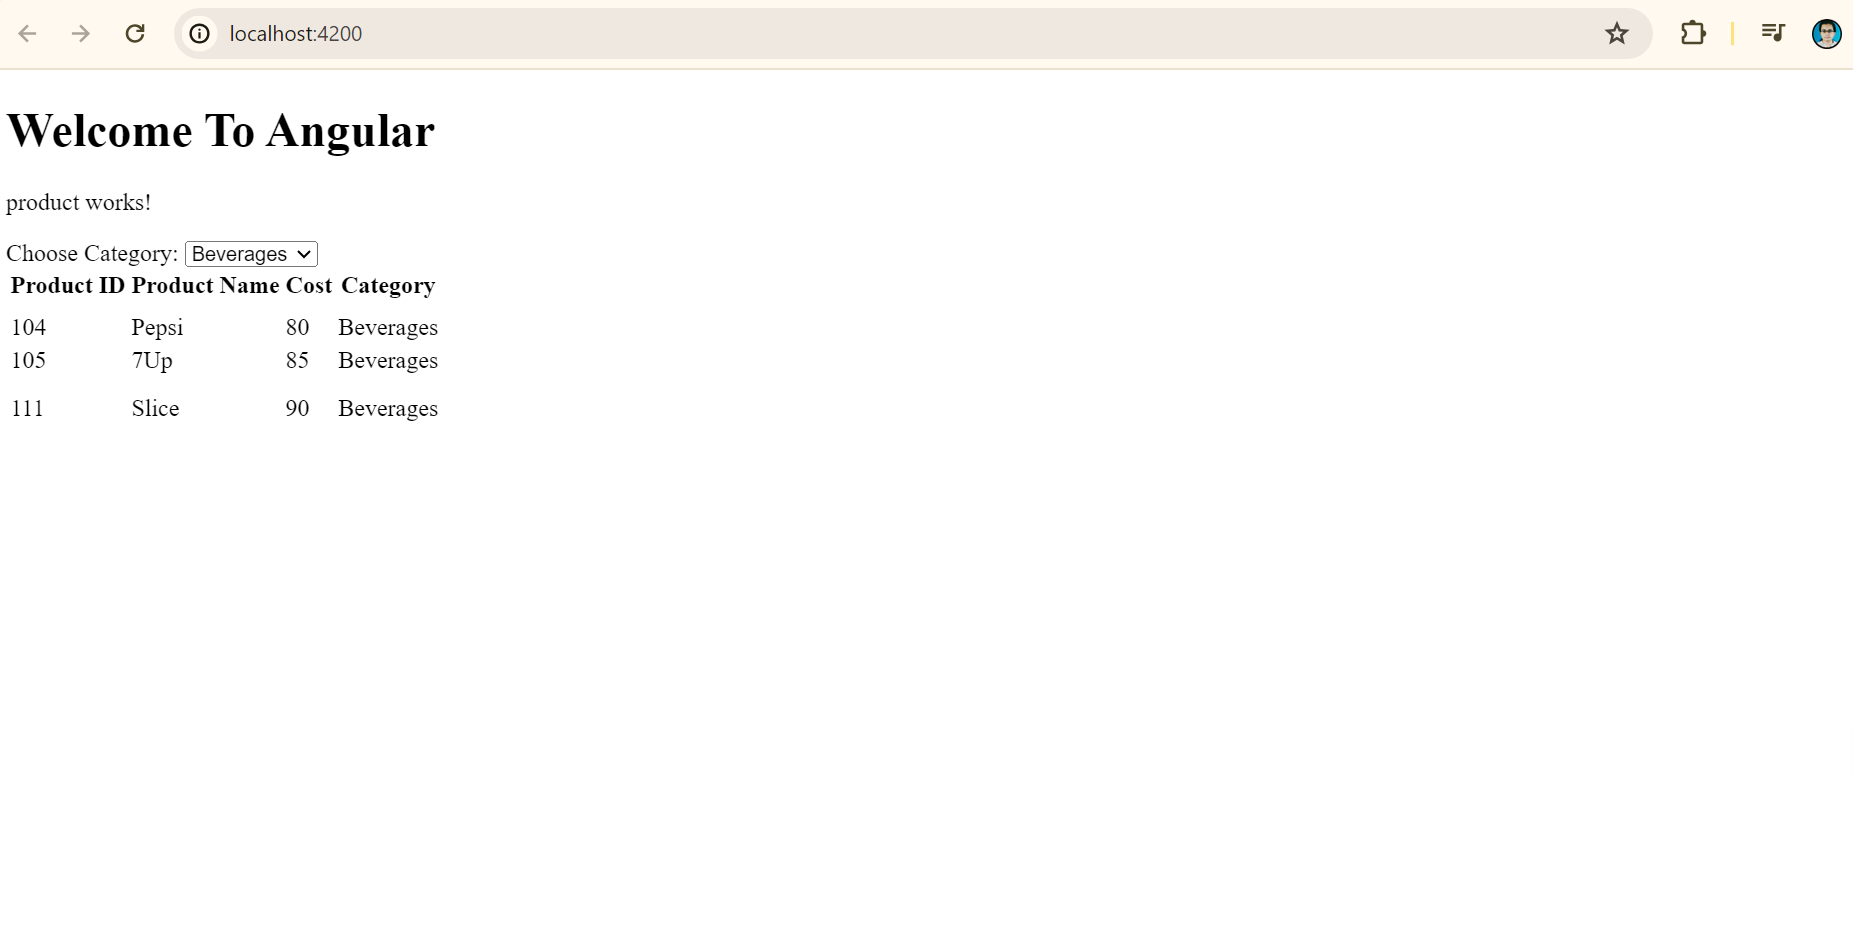 localhost:4200
Welcome To Angular
product works!
Choose Category: Beverages
Product ID Product Name Cost Category
104 Pepsi 80 Beverages
105 7Up 85 Beverages
111 Slice 90 Beverages